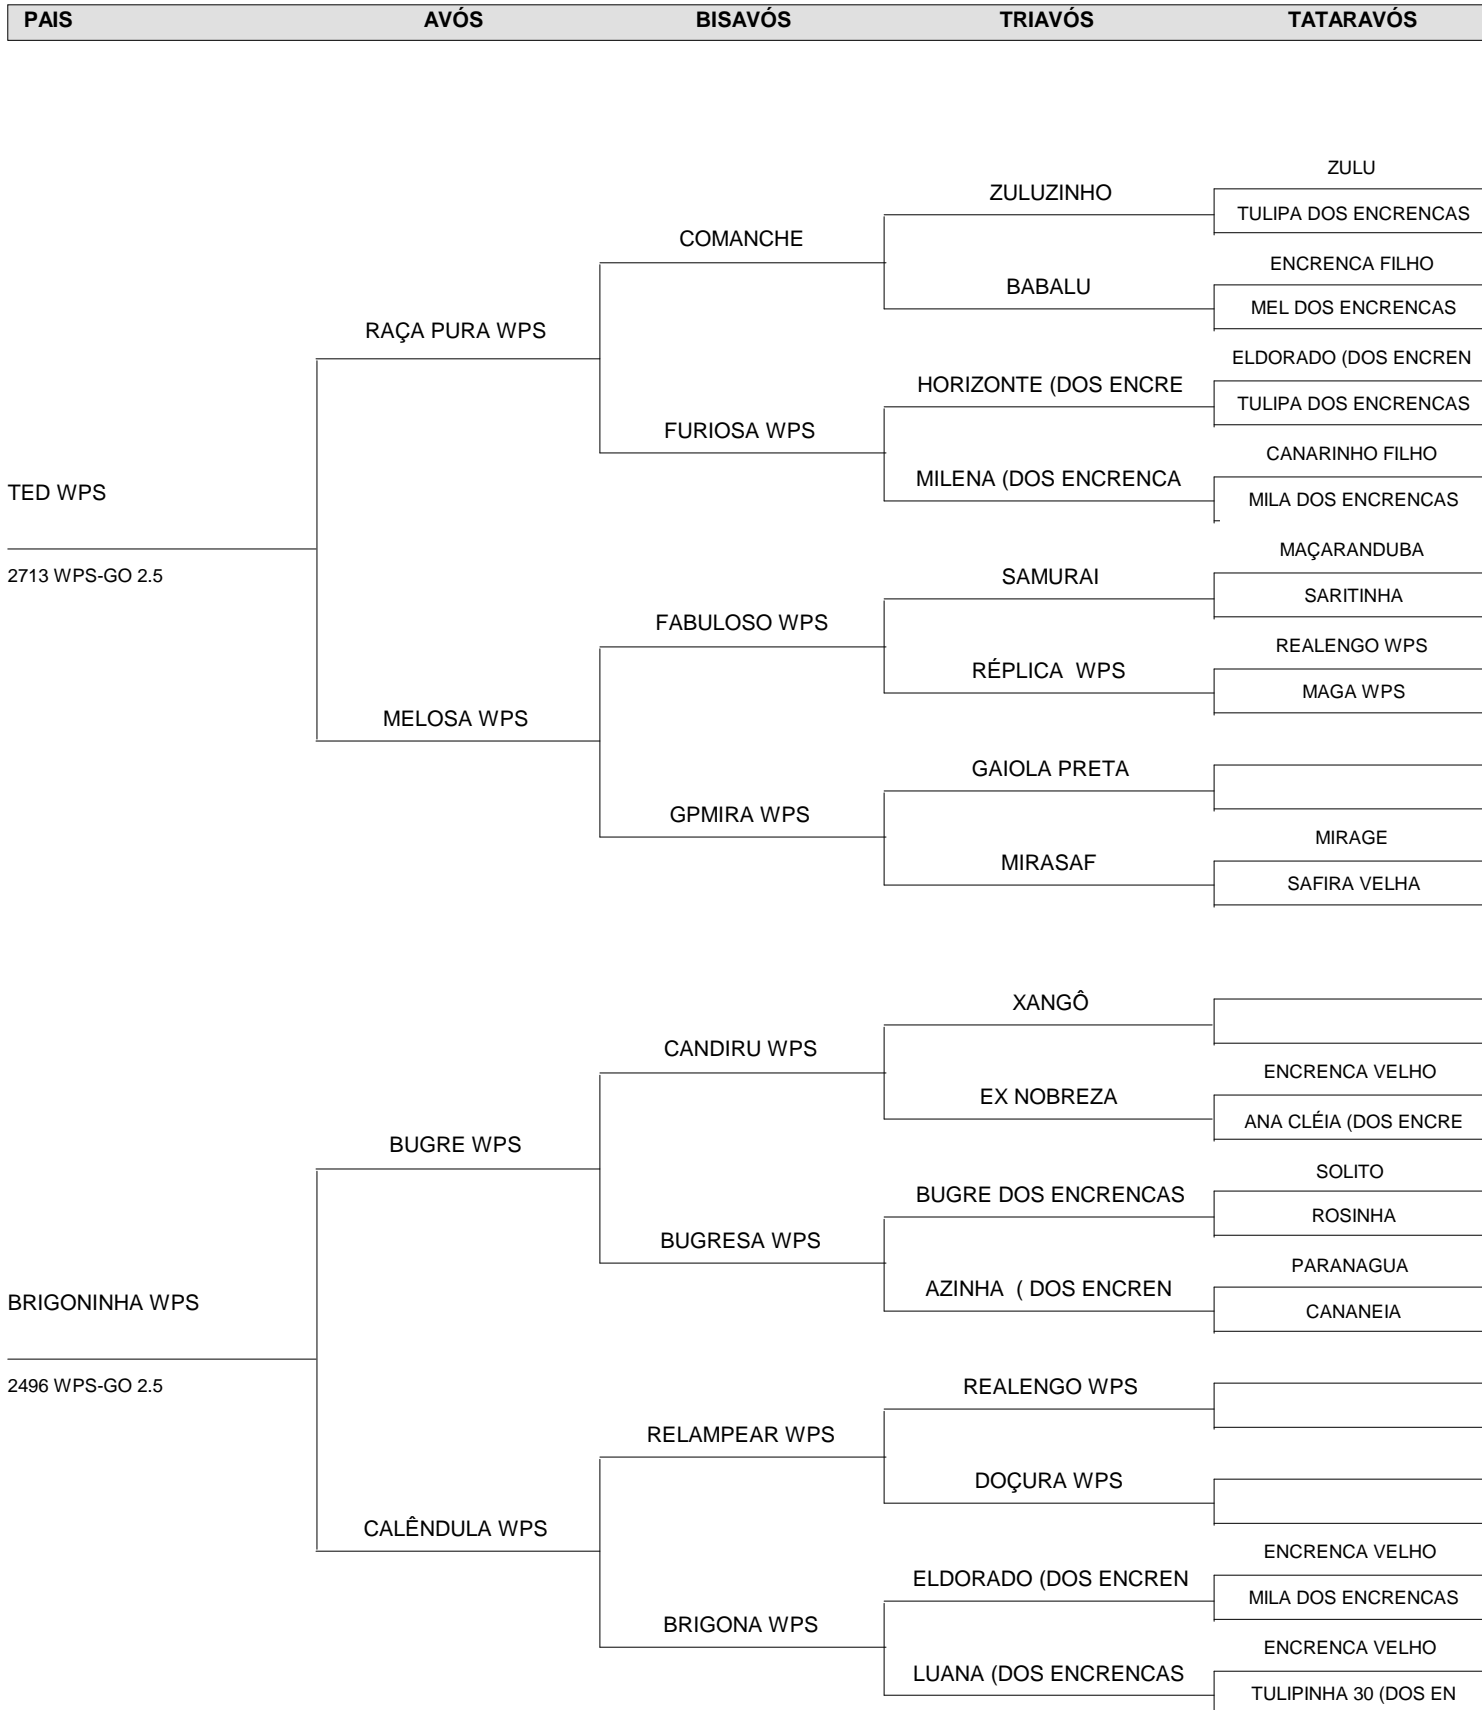 PAIS AVÓS BISAVÓS TRIAVÓS TATARAVÓS
ZULU
ZULUZINHO
TULIPA DOS ENCRENCAS
COMANCHE
ENCRENCA FILHO
BABALU
MEL DOS ENCRENCAS
RAÇA PURA WPS
ELDORADO (DOS ENCREN
HORIZONTE (DOS ENCRE
TULIPA DOS ENCRENCAS
FURIOSA WPS
CANARINHO FILHO
MILENA (DOS ENCRENCA
TED WPS
MILA DOS ENCRENCAS
MAÇARANDUBA
2713 WPS-GO 2.5
SAMURAI
SARITINHA
FABULOSO WPS
REALENGO WPS
RÉPLICA  WPS
MAGA WPS
MELOSA WPS
GAIOLA PRETA
GPMIRA WPS
MIRAGE
MIRASAF
SAFIRA VELHA
XANGÔ
CANDIRU WPS
ENCRENCA VELHO
EX NOBREZA
ANA CLÉIA (DOS ENCRE
BUGRE WPS
SOLITO
BUGRE DOS ENCRENCAS
ROSINHA
BUGRESA WPS
PARANAGUA
AZINHA  ( DOS ENCREN
BRIGONINHA WPS
CANANEIA
2496 WPS-GO 2.5
REALENGO WPS
RELAMPEAR WPS
DOÇURA WPS
CALÊNDULA WPS
ENCRENCA VELHO
ELDORADO (DOS ENCREN
MILA DOS ENCRENCAS
BRIGONA WPS
ENCRENCA VELHO
LUANA (DOS ENCRENCAS
TULIPINHA 30 (DOS EN